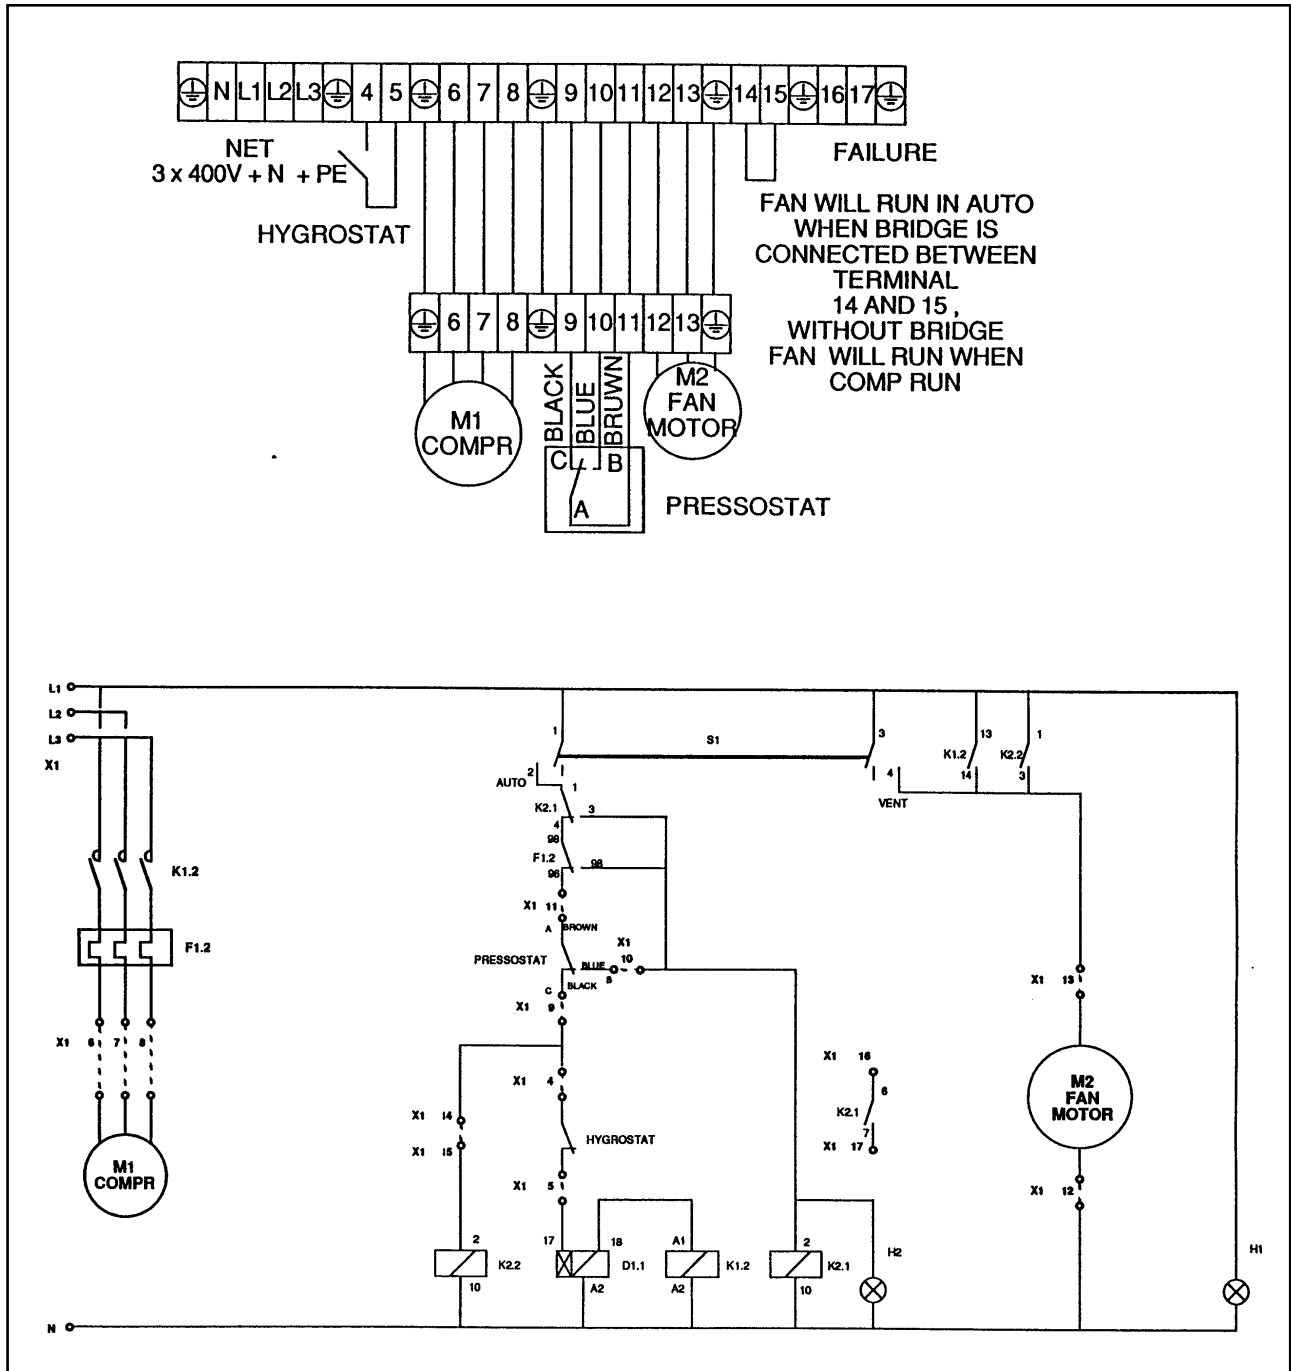 N L1 L2 L3 4 5 6 7 8 9 10 11 12 13 14 15 16 17
NET
3 x 400V + N + PE
HYGROSTAT
FAILURE
FAN WILL RUN IN AUTO
WHEN BRIDGE IS
CONNECTED BETWEEN
TERMINAL
14 AND 15 ,
WITHOUT BRIDGE
FAN WILL RUN WHEN
COMP RUN
6 7 8 9 10 11 12 13
BLACK
BLUE
BRUWN
M1
COMPR
M2
FAN
MOTOR
C B
A
PRESSOSTAT
L1
L2
L3
X1
1
S1
3
13
1
K1.2
K2.2
2
4
14
3
AUTO
1
VENT
K2.1
3
4
98
F1.2
98
96
K1.2
X1 11
A BROWN
F1.2
X1
10
PRESSOSTAT
BLUE
B
C BLACK
X1 9
X1 13
X1 6 7 8
X1 4
X1 16
6
K2.1
7
X1 17
M2
FAN
MOTOR
X1 14
X1 15
HYGROSTAT
M1
COMPR
X1 5
X1 12
2
17
18
A1
2
H2
H1
K2.2
D1.1
K1.2
K2.1
10
A2
A2
10
N